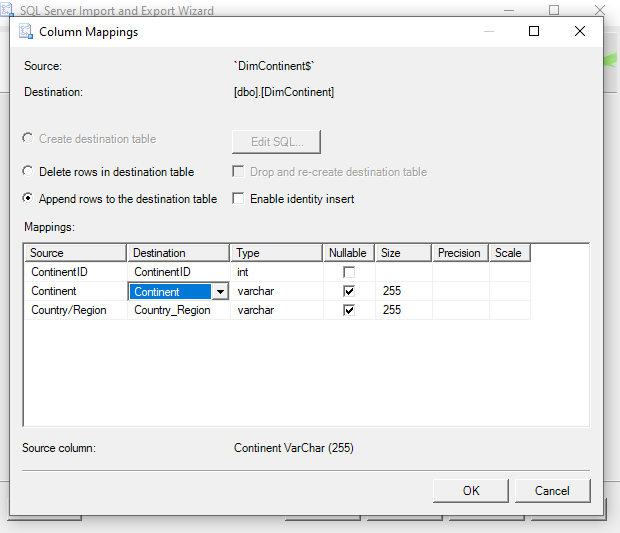 SQL Server Import and Export Wizard
Column Mappings
Source: `DimContinent$`
Destination: [dbo].[DimContinent]
Create destination table Edit SQL...
Delete rows in destination table Drop and re-create destination table
Append rows to the destination table Enable identity insert
Mappings:
Source Destination Type Nullable Size Precision Scale
ContinentID ContinentID int
Continent Continent varchar 255
Country/Region Country_Region varchar 255
Source column: Continent VarChar (255)
OK Cancel